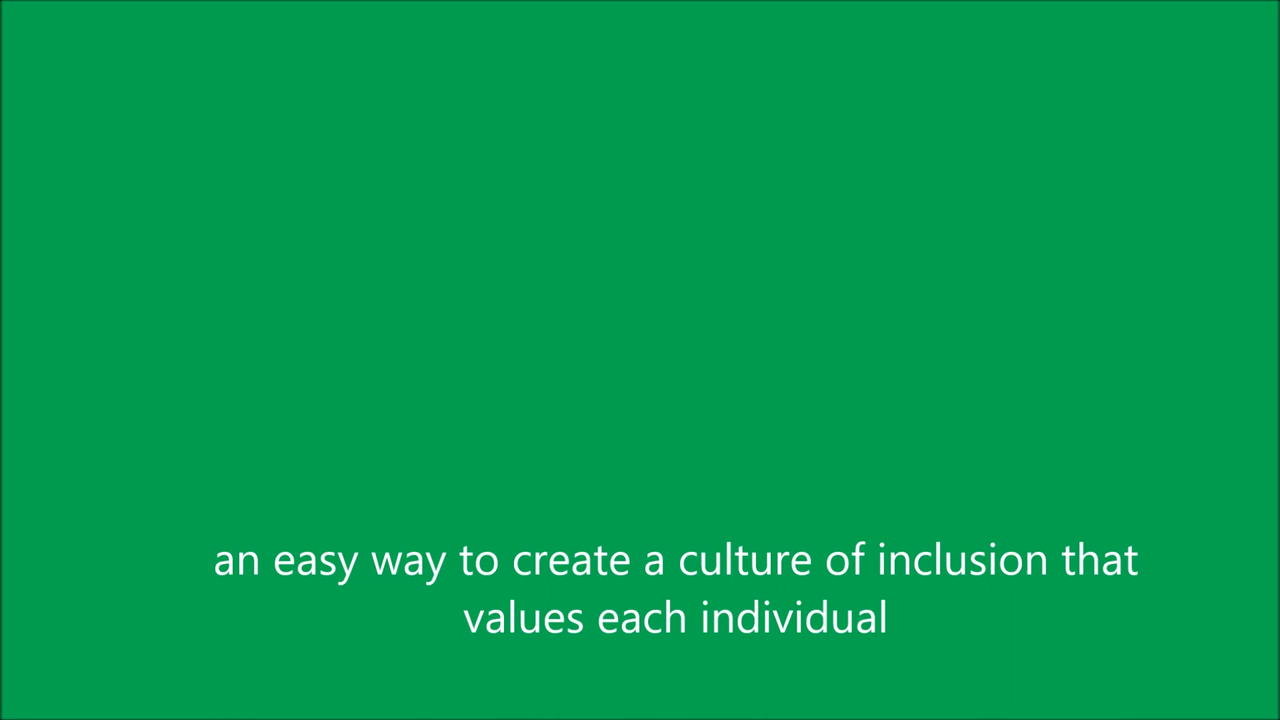 an easy way to create a culture of inclusion that
values each individual